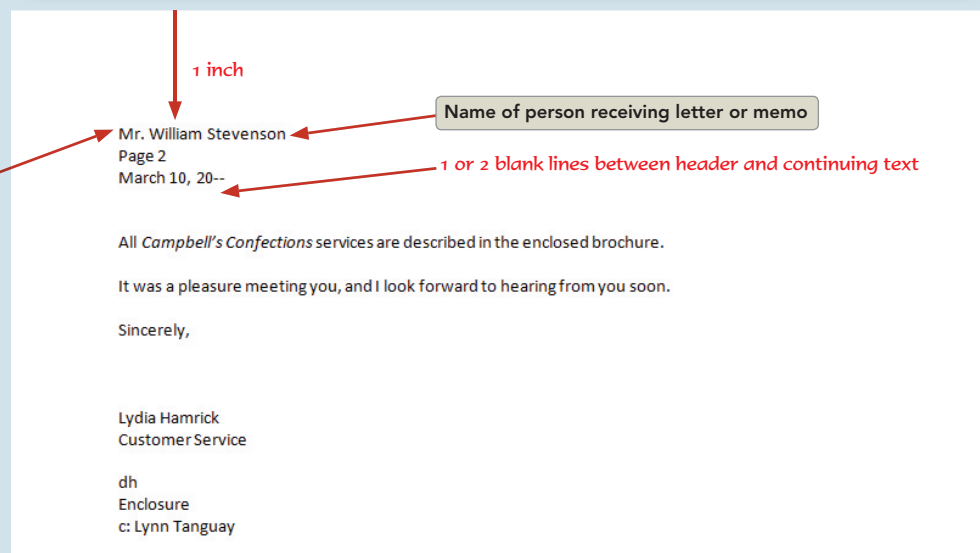 1 inch
Name of person receiving letter or memo
Mr. William Stevenson
Page 2
1 or 2 blank lines between header and continuing text
March 10, 20--
All Campbell's Confections services are described in the enclosed brochure.
It was a pleasure meeting you, and I look forward to hearing from you soon.
Sincerely,
Lydia Hamrick
Customer Service
dh
Enclosure
c: Lynn Tanguay